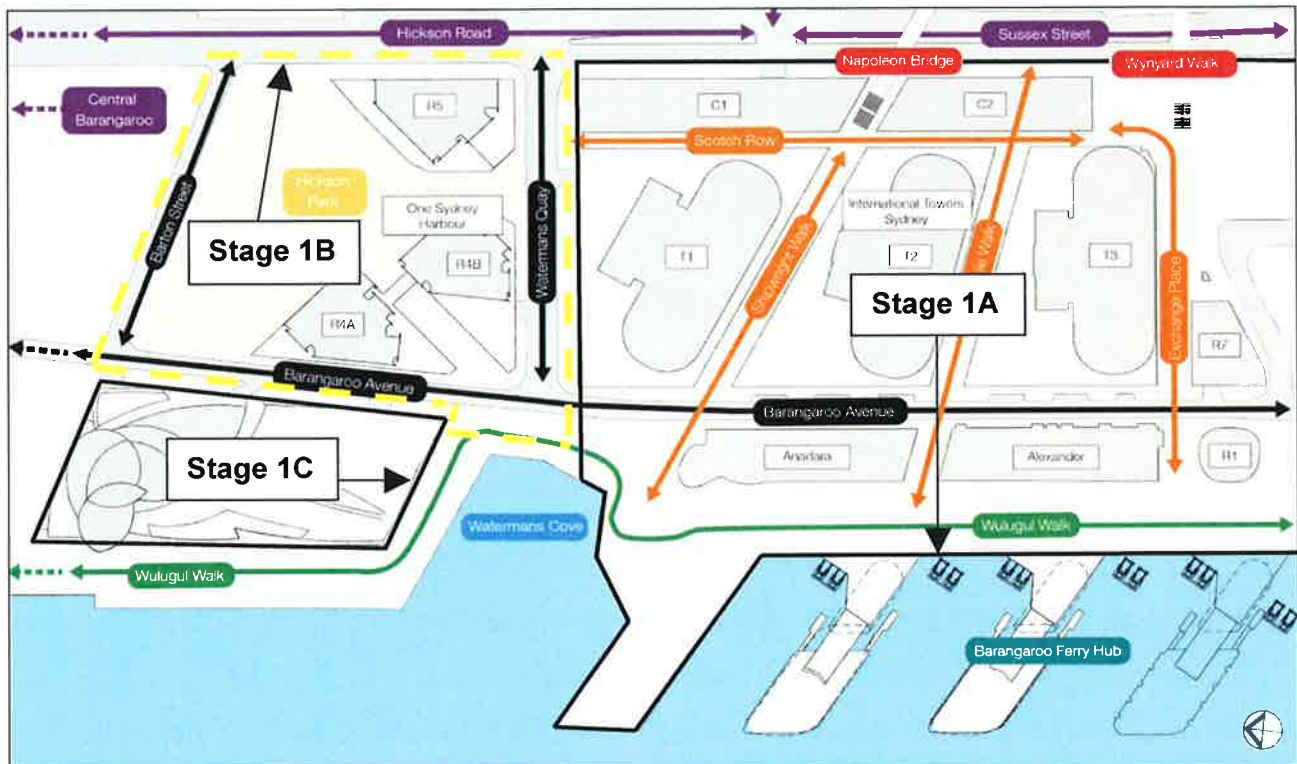 Hickson Road
Sussex Street
Napoleon Bridge
Wynyard Walk
Central
Barangaroo
R5
C1
C2
Scotch Row
Barton Street
Hickson
Park
One Sydney
Harbour
Watermans Quay
International Towers
Sydney
Stage 1B
R4B
T1
Shipwright Walk
T2
Walk
T3
Exchange Place
Stage 1A
R4A
R7
Barangaroo Avenue
Barangaroo Avenue
Stage 1C
Anadara
Alexander
R1
Watermans Cove
Wulugul Walk
Wulugul Walk
Barangaroo Ferry Hub